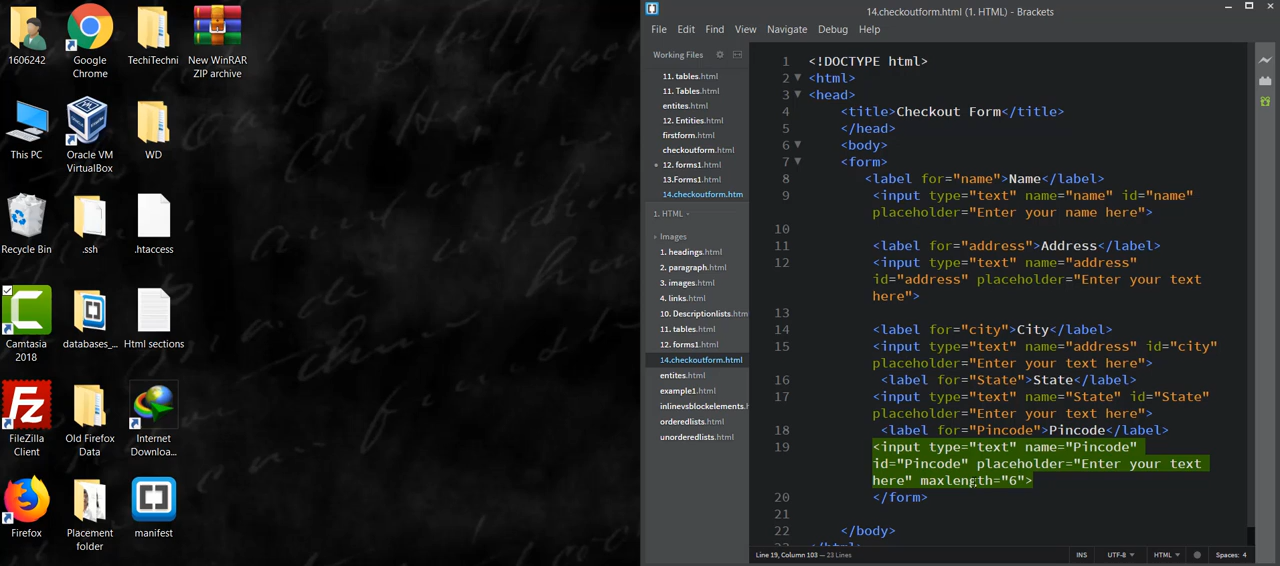 1606242
Google
Chrome
TechiTechni
New WinRAR
ZIP archive
This PC
Oracle VM
VirtualBox
WD
Recycle Bin
.ssh
.htaccess
Camtasia
2018
databases_...
Html sections
FileZilla
Client
Old Firefox
Data
Internet
Downloa...
Firefox
Placement
folder
manifest
14.checkoutform.html (1. HTML) - Brackets
File Edit Find View Navigate Debug Help
Working Files
11. tables.html
11. Tables.html
entites.html
12. Entities.html
firstform.html
checkoutform.html
12. forms1.html
13.Forms1.html
14.checkoutform.htm
1. HTML
Images
1. headings.html
2. paragraph.html
3. images.html
4. links.html
10. Descriptionlists.htm
11. tables.html
12. forms1.html
14.checkoutform.html
entites.html
example1.html
inlinevsblockelements.h
orderedlists.html
unorderedlists.html
1 <!DOCTYPE html>
2 <html>
3 <head>
4 <title>Checkout Form</title>
5 </head>
6 <body>
7 <form>
8 <label for="name">Name</label>
9 <input type="text" name="name" id="name"
placeholder="Enter your name here">
10
11 <label for="address">Address</label>
12 <input type="text" name="address"
id="address" placeholder="Enter your text
here">
13
14 <label for="city">City</label>
15 <input type="text" name="address" id="city"
placeholder="Enter your text here">
16 <label for="State">State</label>
17 <input type="text" name="State" id="State"
placeholder="Enter your text here">
18 <label for="Pincode">Pincode</label>
19 <input type="text" name="Pincode"
id="Pincode" placeholder="Enter your text
here" maxlength="6">
20 </form>
21
22 </body>
23 </html>
Line 19, Column 103 — 23 Lines
INS UTF-8 HTML Spaces: 4